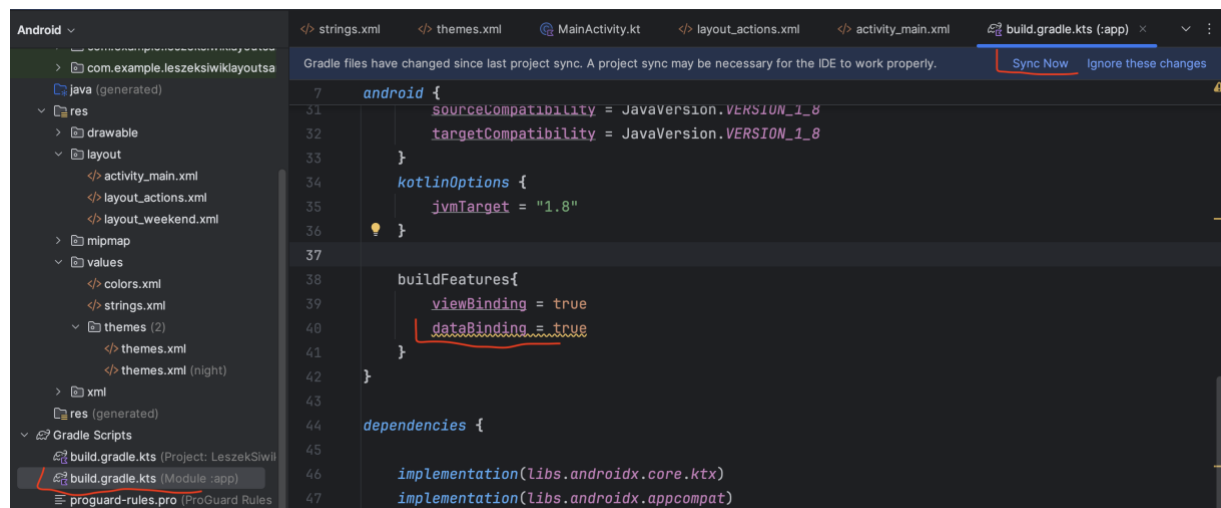 Android
com.example.leszeksiwiklayoutsa
java (generated)
res
drawable
layout
activity_main.xml
layout_actions.xml
layout_weekend.xml
mipmap
values
colors.xml
strings.xml
themes (2)
themes.xml
themes.xml (night)
xml
res (generated)
Gradle Scripts
build.gradle.kts (Project: LeszekSiwi
build.gradle.kts (Module :app)
proguard-rules.pro (ProGuard Rules
strings.xml themes.xml MainActivity.kt layout_actions.xml activity_main.xml build.gradle.kts (:app)
Gradle files have changed since last project sync. A project sync may be necessary for the IDE to work properly. Sync Now Ignore these changes
7 android {
31 sourceCompatibility = JavaVersion.VERSION_1_8
32 targetCompatibility = JavaVersion.VERSION_1_8
33 }
34 kotlinOptions {
35 jvmTarget = "1.8"
36 }
37
38 buildFeatures{
39 viewBinding = true
40 dataBinding = true
41 }
42 }
43
44 dependencies {
45
46 implementation(libs.androidx.core.ktx)
47 implementation(libs.androidx.appcompat)